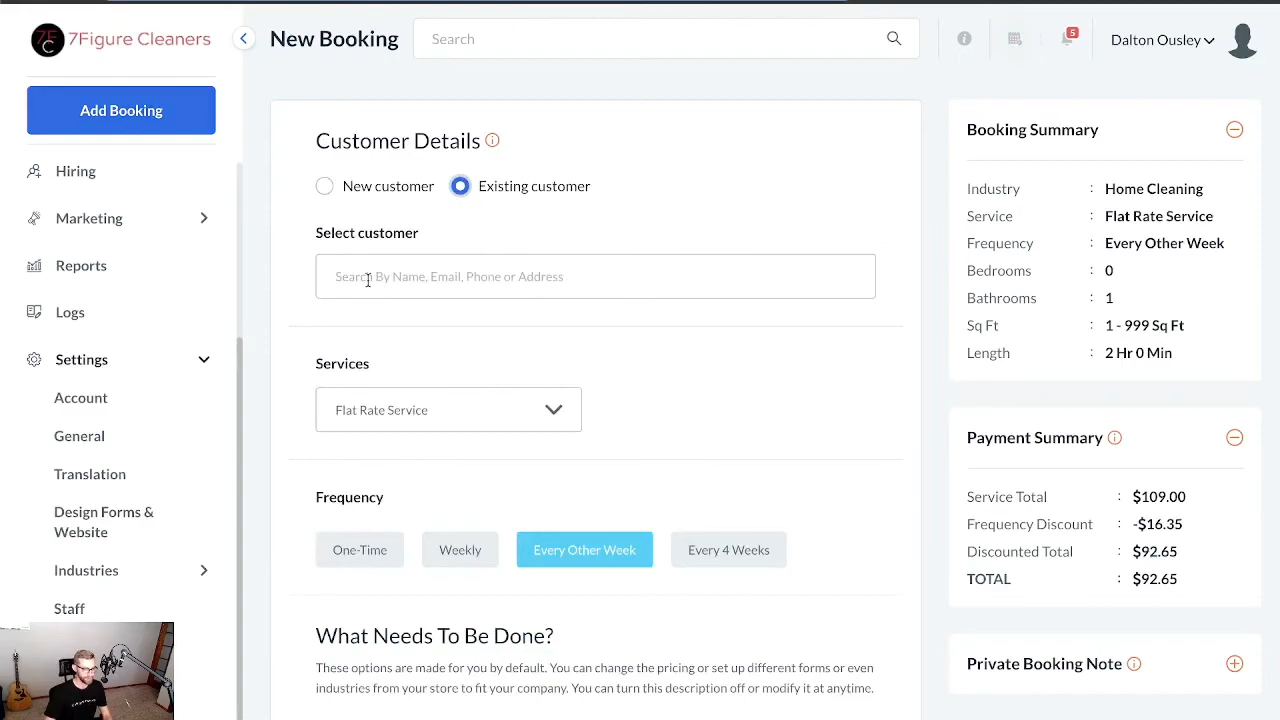 7FC
7Figure Cleaners
New Booking
Search
5
Dalton Ousley
Add Booking
Hiring
Marketing
Reports
Logs
Settings
Account
General
Translation
Design Forms &
Website
Industries
Staff
Customer Details
New customer
Existing customer
Select customer
Search By Name, Email, Phone or Address
Services
Flat Rate Service
Frequency
One-Time
Weekly
Every Other Week
Every 4 Weeks
What Needs To Be Done?
These options are made for you by default. You can change the pricing or set up different forms or even
industries from your store to fit your company. You can turn this description off or modify it at anytime.
Booking Summary
Industry : Home Cleaning
Service : Flat Rate Service
Frequency : Every Other Week
Bedrooms : 0
Bathrooms : 1
Sq Ft : 1 - 999 Sq Ft
Length : 2 Hr 0 Min
Payment Summary
Service Total : $109.00
Frequency Discount : -$16.35
Discounted Total : $92.65
TOTAL : $92.65
Private Booking Note